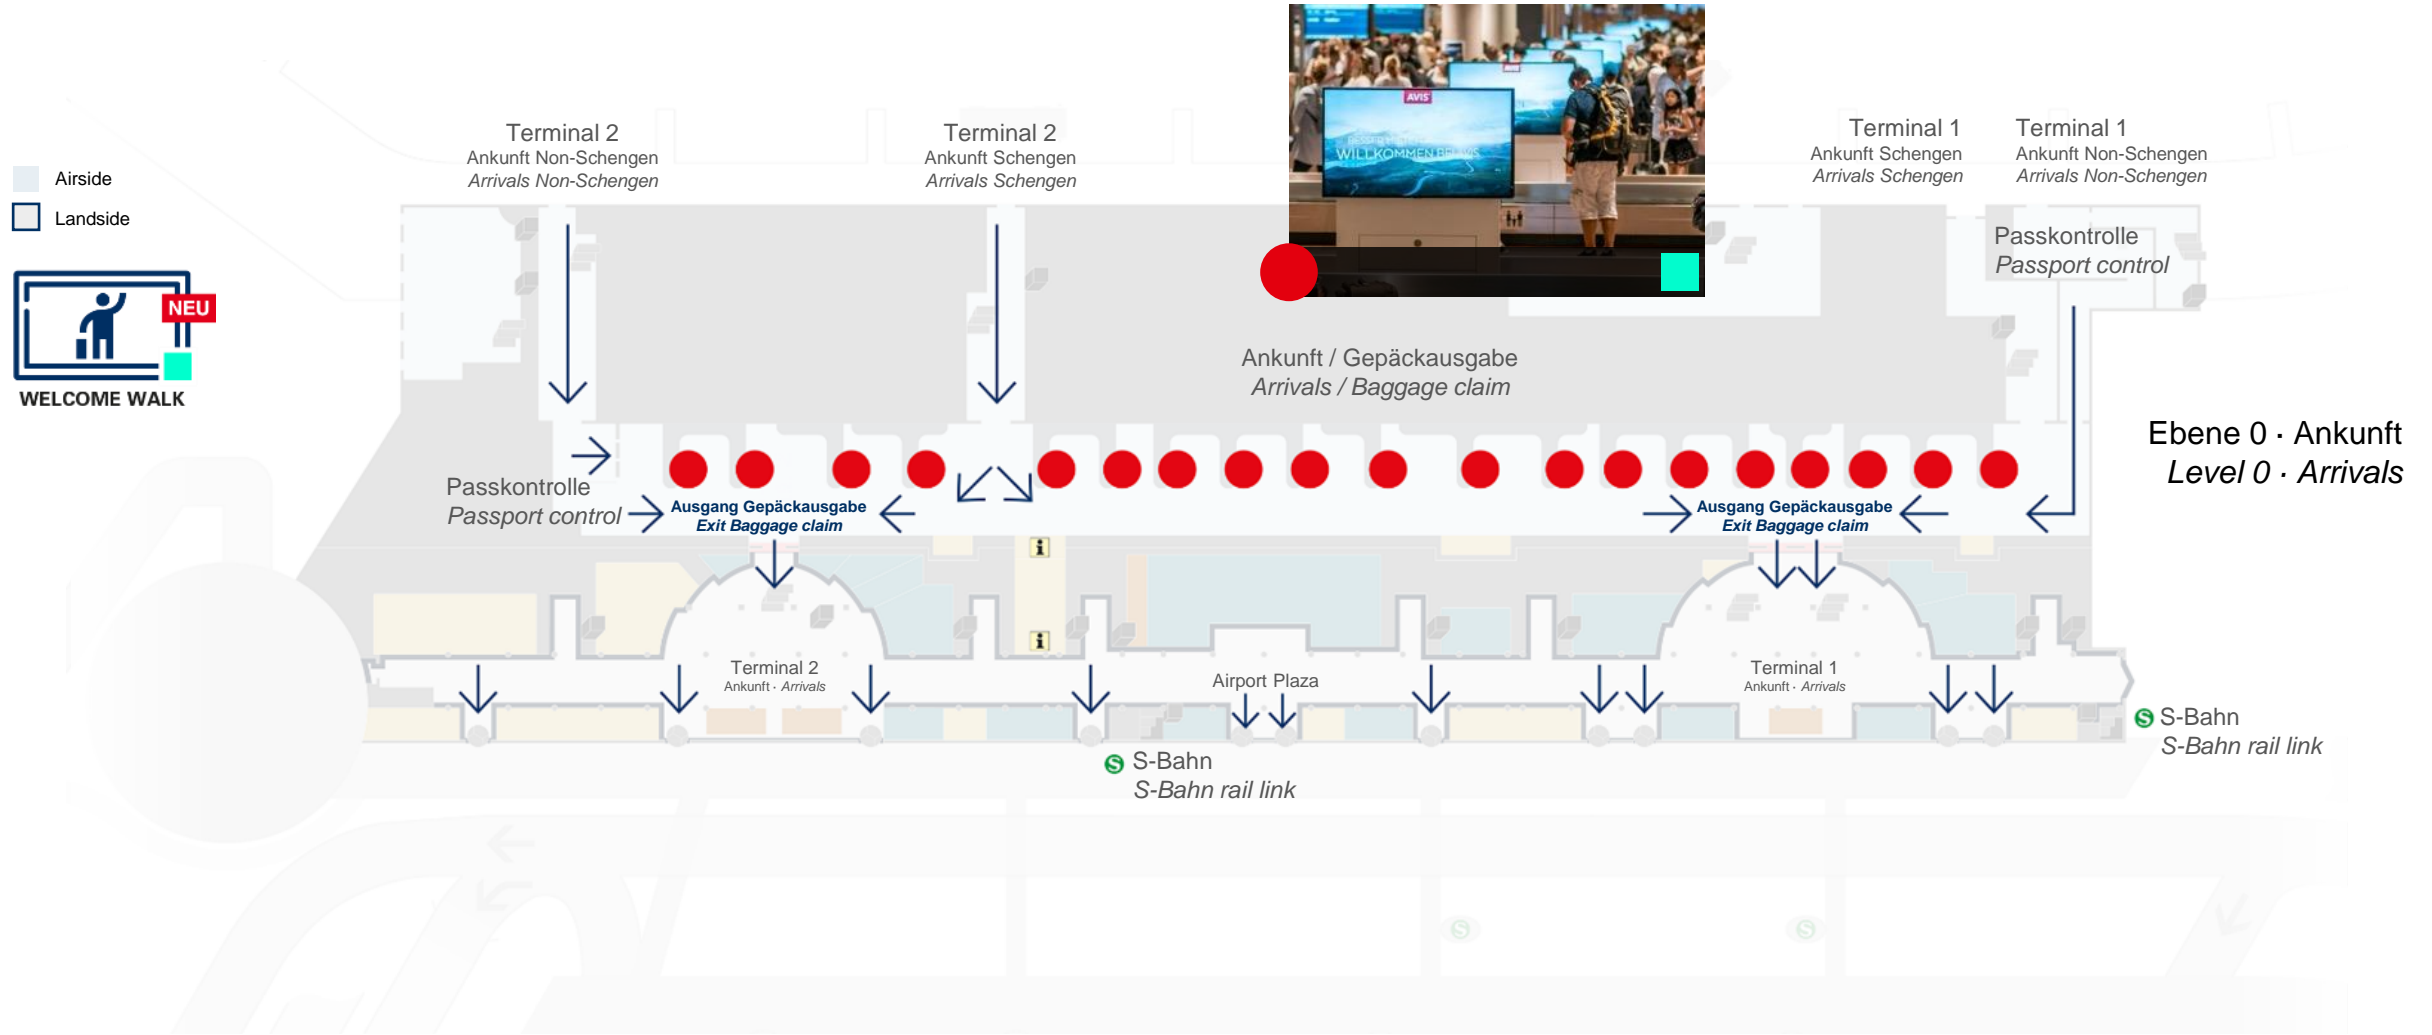 AVIS
WILLKOMMEN BEI AVIS
Terminal 2
Ankunft Non-Schengen
Arrivals Non-Schengen
Terminal 2
Ankunft Schengen
Arrivals Schengen
Terminal 1
Ankunft Schengen
Arrivals Schengen
Terminal 1
Ankunft Non-Schengen
Arrivals Non-Schengen
Airside
Landside
NEU
WELCOME WALK
Passkontrolle
Passport control
Ankunft / Gepäckausgabe
Arrivals / Baggage claim
Ebene 0 · Ankunft
Level 0 · Arrivals
Passkontrolle
Passport control
Ausgang Gepäckausgabe
Exit Baggage claim
Ausgang Gepäckausgabe
Exit Baggage claim
i
i
Terminal 2
Ankunft · Arrivals
Airport Plaza
Terminal 1
Ankunft · Arrivals
S S-Bahn
S-Bahn rail link
S S-Bahn
S-Bahn rail link
S
S